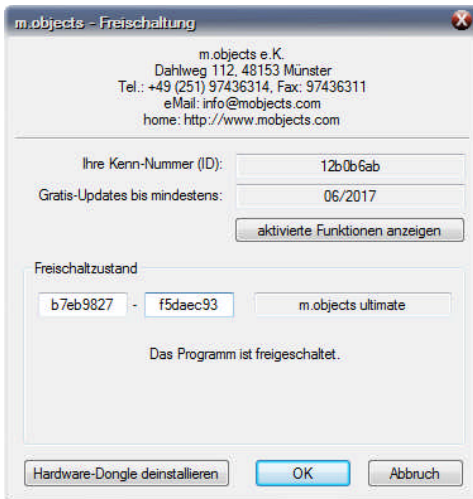 m.objects - Freischaltung
m.objects e.K.
Dahlweg 112, 48153 Münster
Tel.: +49 (251) 97436314, Fax: 97436311
eMail: info@mobjects.com
home: http://www.mobjects.com
Ihre Kenn-Nummer (ID): 12b0b6ab
Gratis-Updates bis mindestens: 06/2017
aktivierte Funktionen anzeigen
Freischaltzustand
b7eb9827 - f5daec93 m.objects ultimate
Das Programm ist freigeschaltet.
Hardware-Dongle deinstallieren OK Abbruch